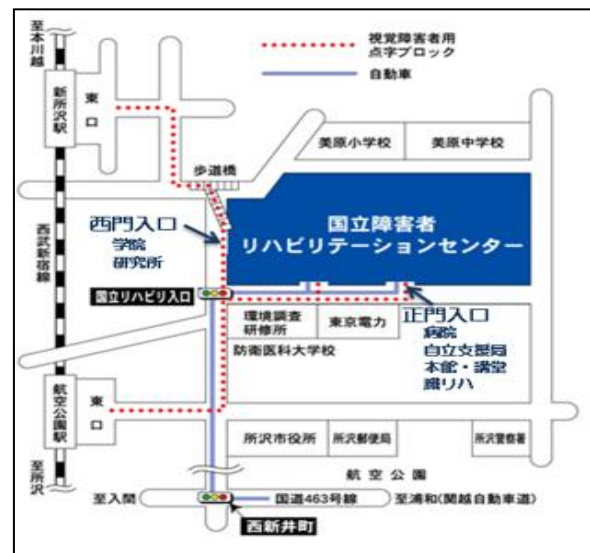 至本川越
視覚障害者用
点字ブロック
自動車
新所沢駅
東口
美原小学校
美原中学校
歩道橋
国立障害者
リハビリテーションセンター
西門入口
学院
研究所
西武新宿線
国立リハビリ入口
正門入口
病院
自立支援局
本館・講堂
職リハ
環境調査
研修所
東京電力
防衛医科大学校
航空公園駅
東口
所沢市役所
所沢郵便局
所沢警察署
航空公園
至所沢
至入間
国道463号線
至浦和(関越自動車道)
西新井町